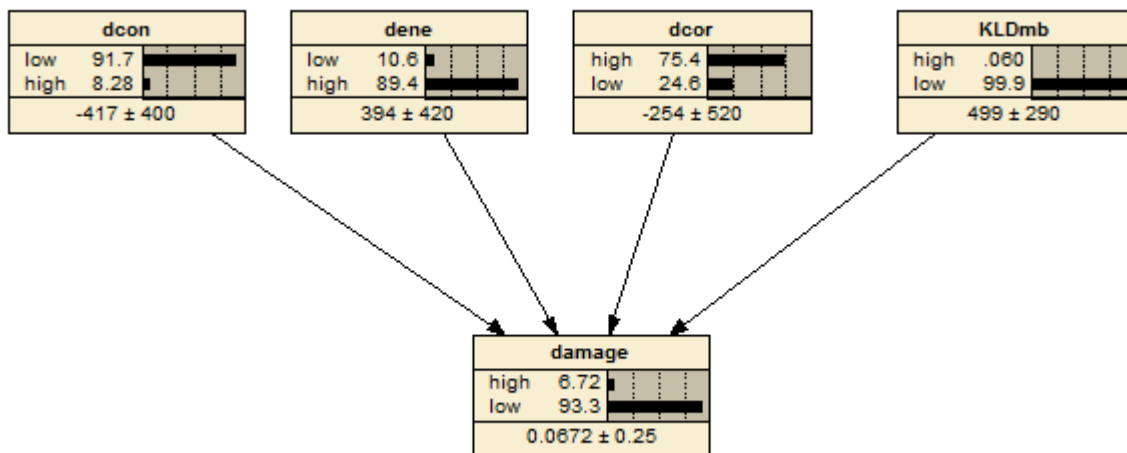 dcon
low 91.7
high 8.28
-417 ± 400
dene
low 10.6
high 89.4
394 ± 420
dcor
high 75.4
low 24.6
-254 ± 520
KLDmb
high .060
low 99.9
499 ± 290
damage
high 6.72
low 93.3
0.0672 ± 0.25